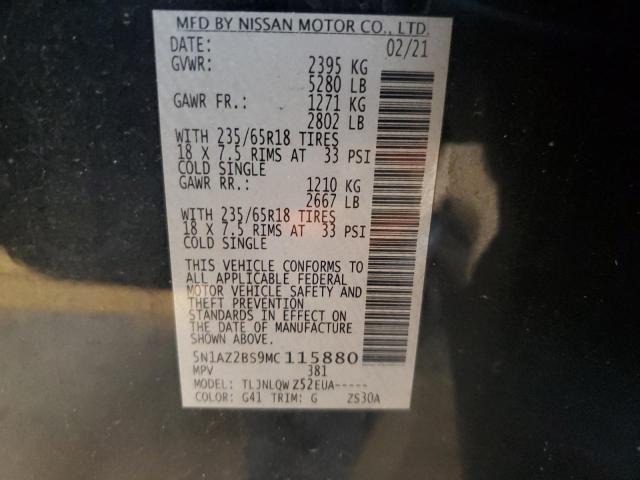 MFD BY NISSAN MOTOR CO., LTD.
DATE: 02/21
GVWR: 2395 KG
5280 LB
GAWR FR.: 1271 KG
2802 LB
WITH 235/65R18 TIRES
18 X 7.5 RIMS AT 33 PSI
COLD SINGLE
GAWR RR.: 1210 KG
2667 LB
WITH 235/65R18 TIRES
18 X 7.5 RIMS AT 33 PSI
COLD SINGLE
THIS VEHICLE CONFORMS TO
ALL APPLICABLE FEDERAL
MOTOR VEHICLE SAFETY AND
THEFT PREVENTION
STANDARDS IN EFFECT ON
THE DATE OF MANUFACTURE
SHOWN ABOVE.
5N1AZ2BS9MC 115880
MPV 381
MODEL: TLJNLQW Z52EUA-----
COLOR: G41 TRIM: G ZS30A